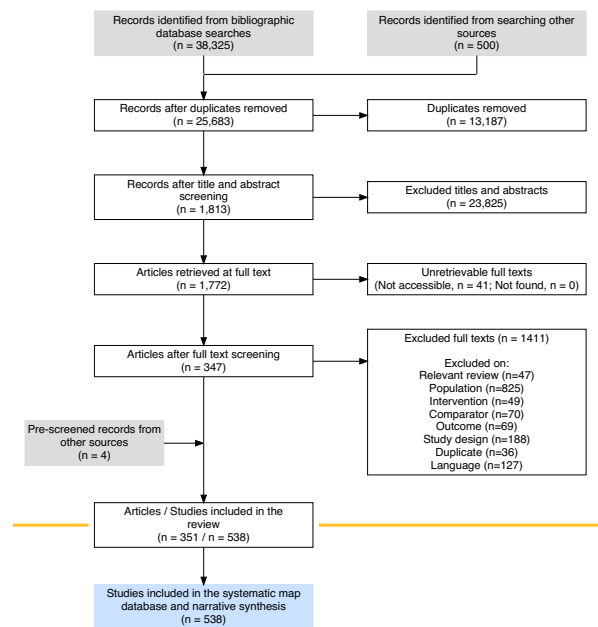 Records identified from bibliographic
database searches
(n = 38,325)
Records identified from searching other
sources
(n = 500)
Records after duplicates removed
(n = 25,683)
Duplicates removed
(n = 13,187)
Records after title and abstract
screening
(n = 1,813)
Excluded titles and abstracts
(n = 23,825)
Articles retrieved at full text
(n = 1,772)
Unretrievable full texts
(Not accessible, n = 41; Not found, n = 0)
Articles after full text screening
(n = 347)
Excluded full texts (n = 1411)
Excluded on:
Relevant review (n=47)
Population (n=825)
Intervention (n=49)
Comparator (n=70)
Outcome (n=69)
Study design (n=188)
Duplicate (n=36)
Language (n=127)
Pre-screened records from
other sources
(n = 4)
Articles / Studies included in the
review
(n = 351 / n = 538)
Studies included in the systematic map
database and narrative synthesis
(n = 538)